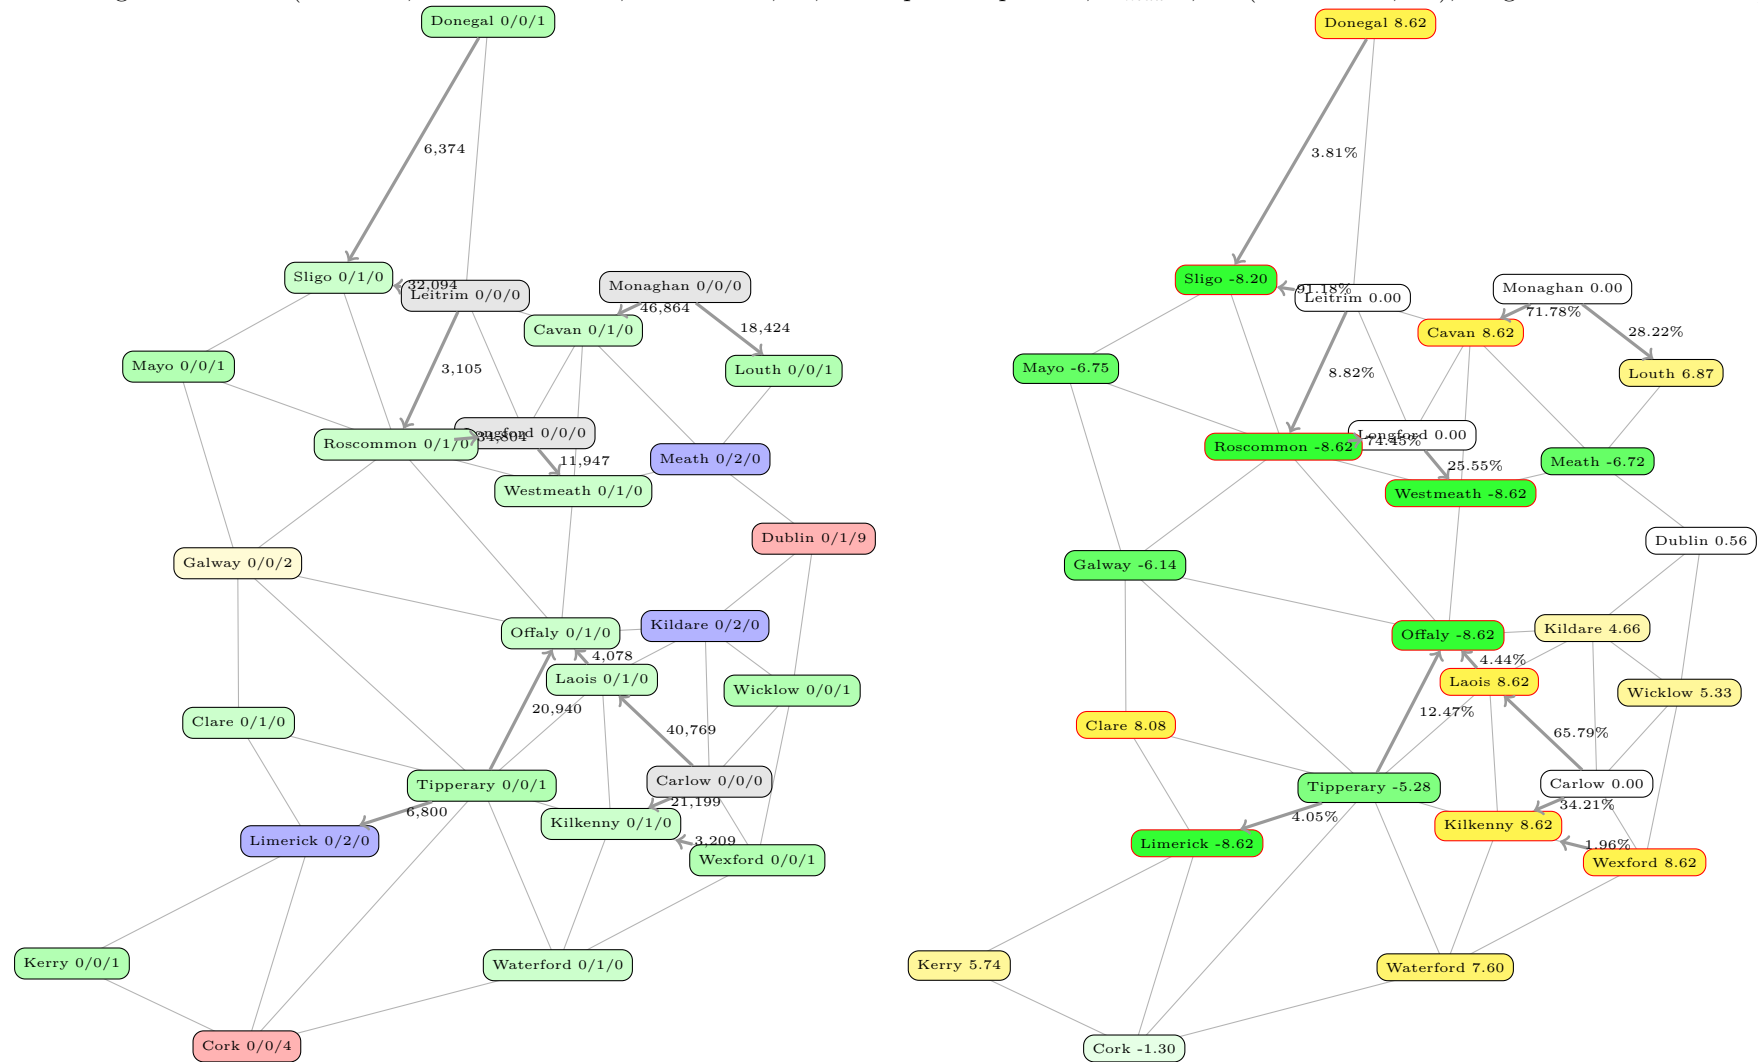 Donegal 0/0/1
6,374
Sligo 0/1/0
32,094
Leitrim 0/0/0
Monaghan 0/0/0
46,864
18,424
Cavan 0/1/0
Mayo 0/0/1
3,105
Louth 0/0/1
Roscommon 0/1/0
34,804
Longford 0/0/0
11,947
Meath 0/2/0
Westmeath 0/1/0
Dublin 0/1/9
Galway 0/0/2
Offaly 0/1/0
Kildare 0/2/0
4,078
Laois 0/1/0
Wicklow 0/0/1
20,940
Clare 0/1/0
40,769
Tipperary 0/0/1
Carlow 0/0/0
6,800
21,199
Kilkenny 0/1/0
Limerick 0/2/0
3,209
Wexford 0/0/1
Kerry 0/0/1
Waterford 0/1/0
Cork 0/0/4
Donegal 8.62
3.81%
Sligo -8.20
91.18%
Leitrim 0.00
Monaghan 0.00
71.78%
28.22%
Cavan 8.62
Mayo -6.75
8.82%
Louth 6.87
Roscommon -8.62
74.45%
Longford 0.00
25.55%
Meath -6.72
Westmeath -8.62
Dublin 0.56
Galway -6.14
Offaly -8.62
Kildare 4.66
4.44%
Laois 8.62
Wicklow 5.33
12.47%
Clare 8.08
65.79%
Tipperary -5.28
Carlow 0.00
4.05%
34.21%
Kilkenny 8.62
Limerick -8.62
1.96%
Wexford 8.62
Kerry 5.74
Waterford 7.60
Cork -1.30